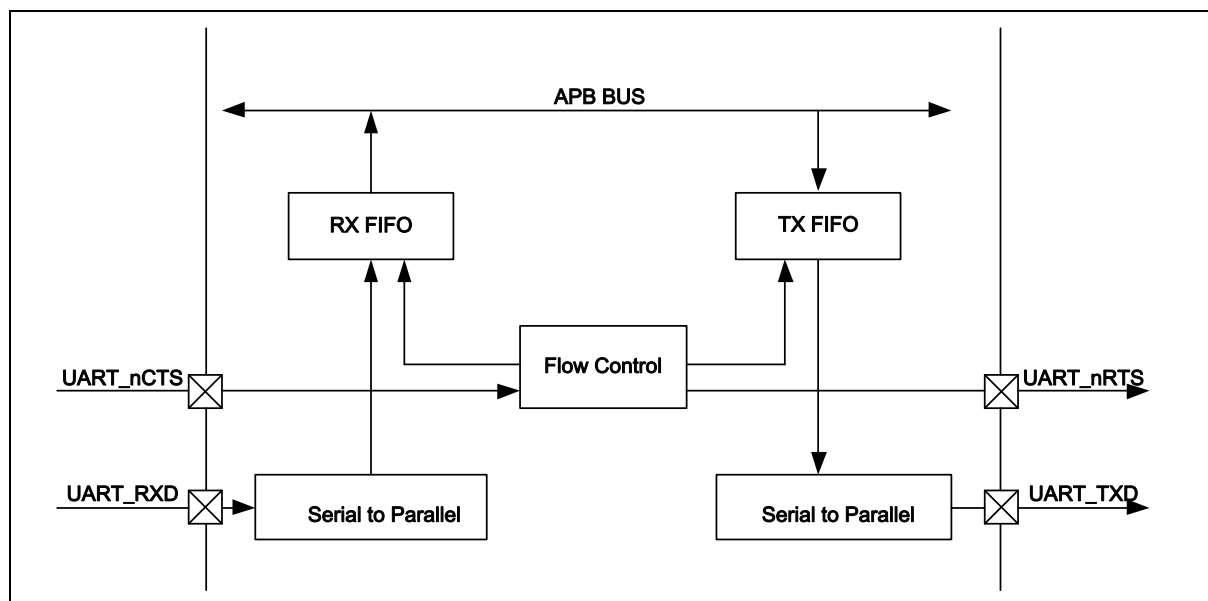 APB BUS
RX FIFO
TX FIFO
Flow Control
UART_nCTS
UART_nRTS
UART_RXD
Serial to Parallel
Serial to Parallel
UART_TXD